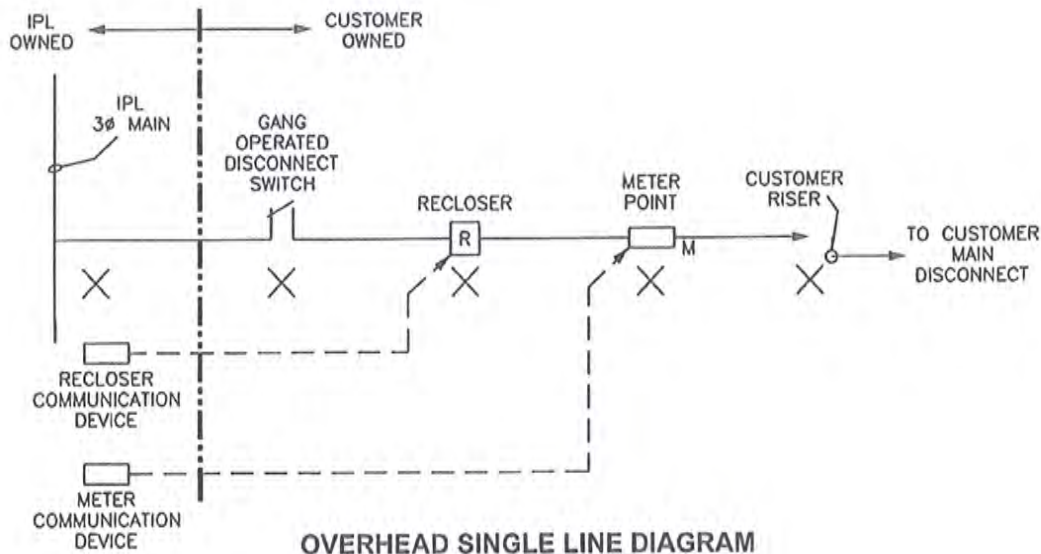 IPL
OWNED
CUSTOMER
OWNED
IPL
3ø MAIN
GANG
OPERATED
DISCONNECT
SWITCH
RECLOSER
R
METER
POINT
M
CUSTOMER
RISER
TO CUSTOMER
MAIN
DISCONNECT
RECLOSER
COMMUNICATION
DEVICE
METER
COMMUNICATION
DEVICE
OVERHEAD SINGLE LINE DIAGRAM